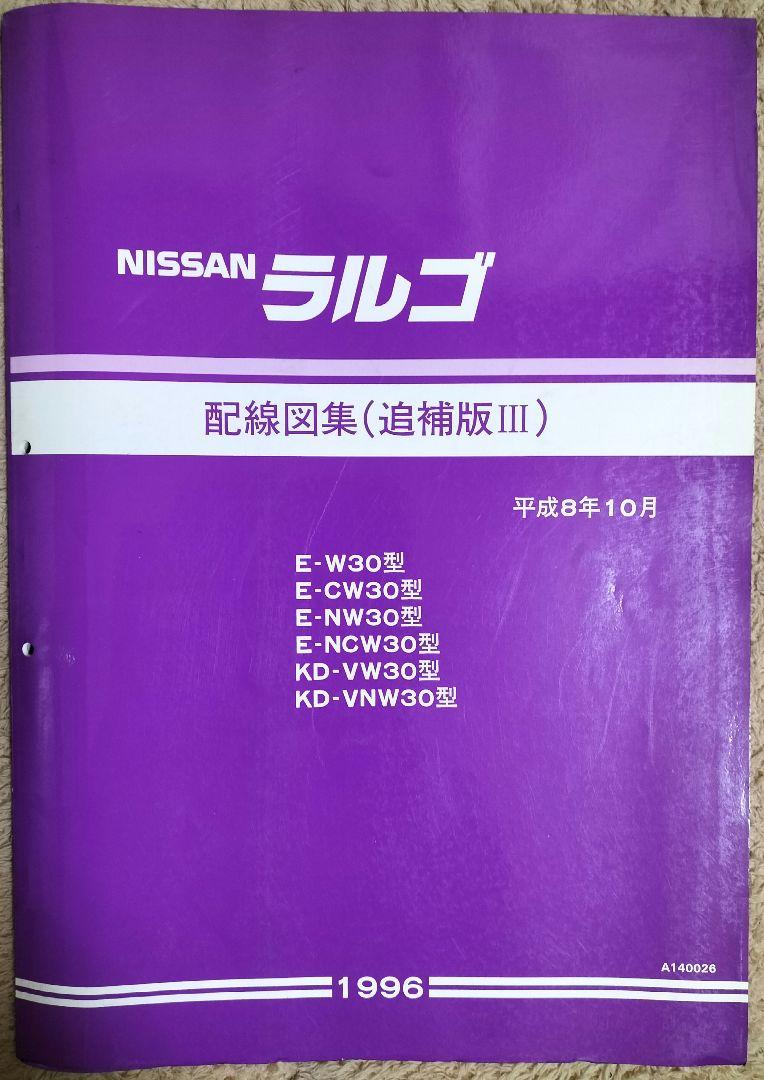 NISSAN ラルゴ
配線図集(追補版III)
平成8年10月
E-W30型
E-CW30型
E-NW30型
E-NCW30型
KD-VW30型
KD-VNW30型
A140026
1996